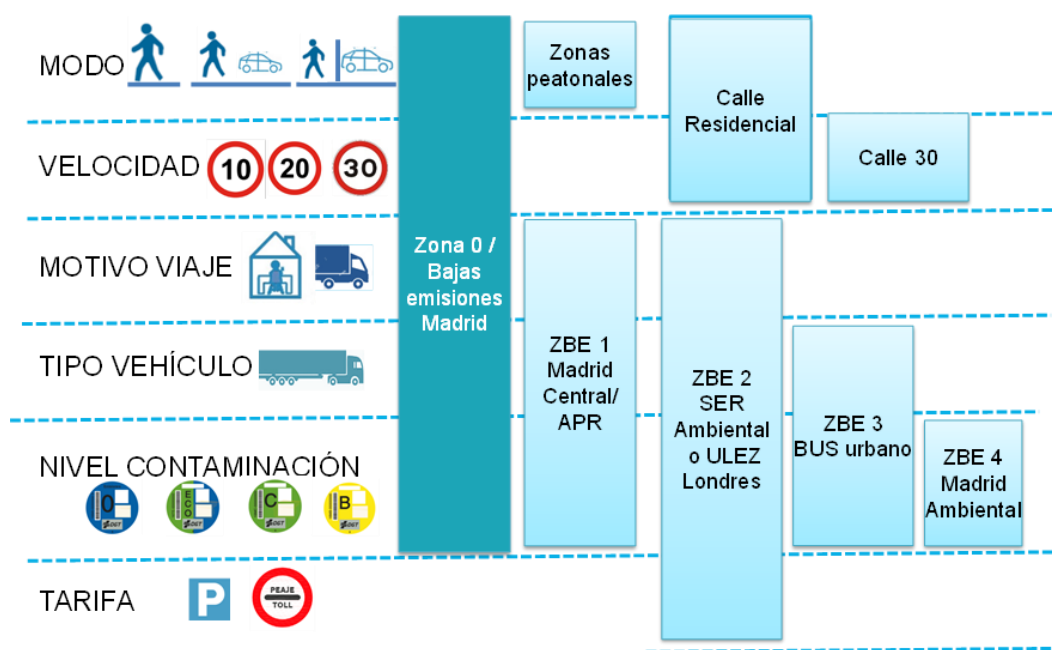 MODO
Zonas
peatonales
Calle
Residencial
VELOCIDAD
10
20
30
Calle 30
MOTIVO VIAJE
Zona 0 /
Bajas
emisiones
Madrid
TIPO VEHÍCULO
ZBE 1
Madrid
Central/
APR
ZBE 2
SER
Ambiental
o ULEZ
Londres
ZBE 3
BUS urbano
ZBE 4
Madrid
Ambiental
NIVEL CONTAMINACIÓN
0
ECO
C
B
TARIFA
P
PEAJE
TOLL